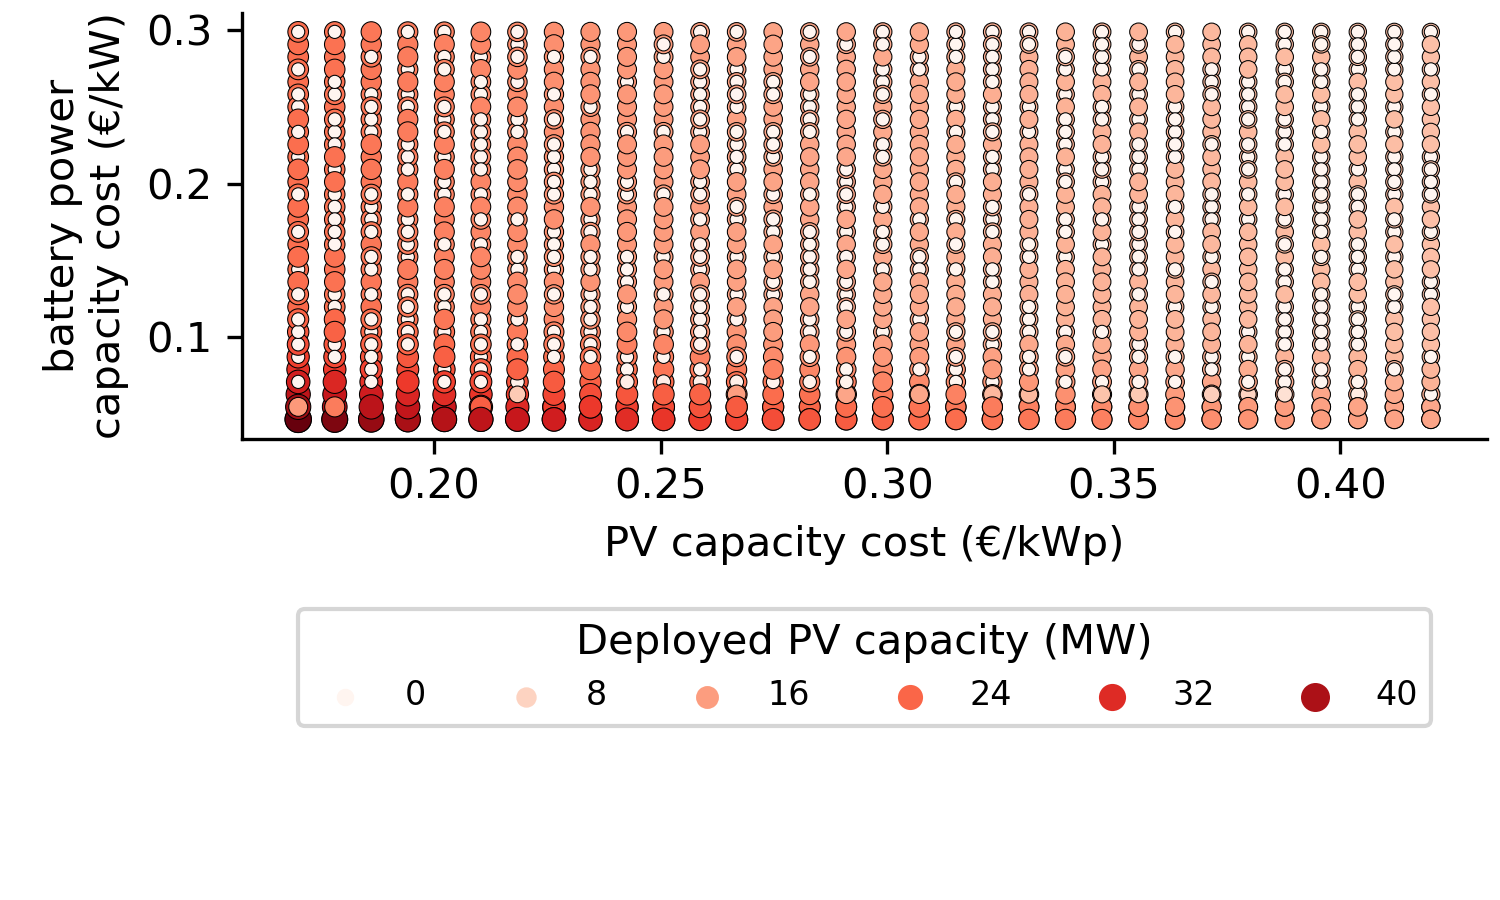 battery power
capacity cost (€/kW)
0.3
0.2
0.1
0.20 0.25 0.30 0.35 0.40
PV capacity cost (€/kWp)
Deployed PV capacity (MW)
0 8 16 24 32 40